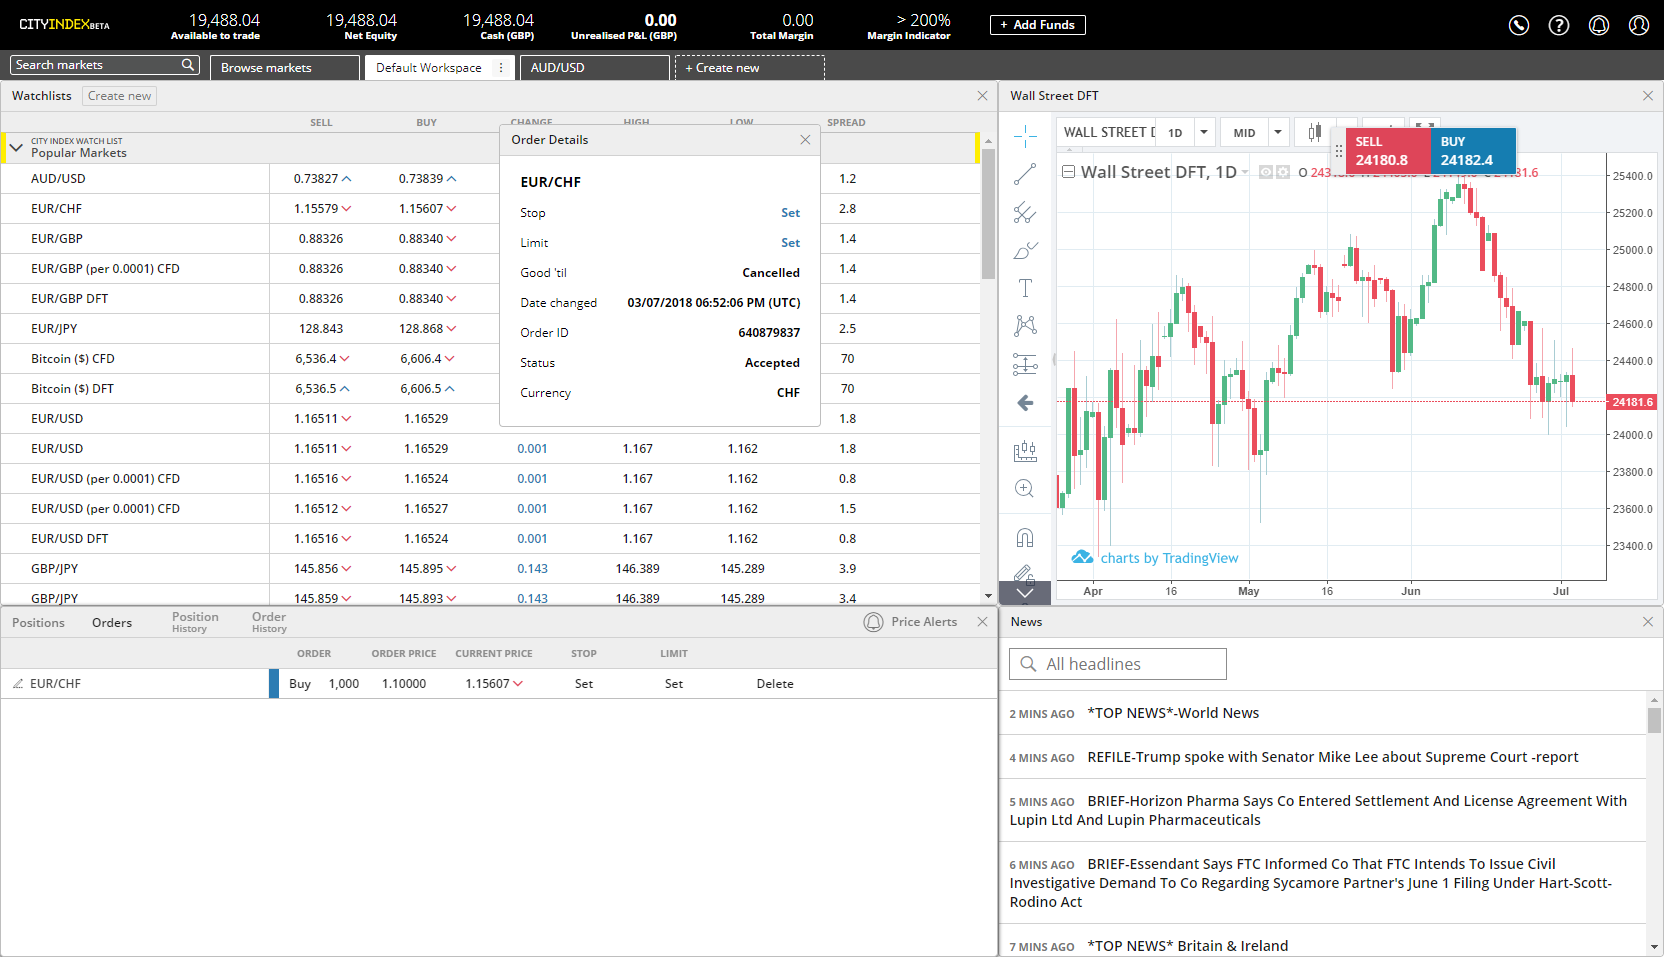 CITYINDEX BETA
19,488.04
Available to trade
19,488.04
Net Equity
19,488.04
Cash (GBP)
0.00
Unrealised P&L (GBP)
0.00
Total Margin
> 200%
Margin Indicator
+ Add Funds
Search markets
Browse markets
Default Workspace
AUD/USD
+ Create new
Watchlists Create new
SELL BUY CHANGE HIGH LOW SPREAD
CITY INDEX WATCH LIST
Popular Markets
AUD/USD 0.73827 0.73839 1.2
EUR/CHF 1.15579 1.15607 2.8
EUR/GBP 0.88326 0.88340 1.4
EUR/GBP (per 0.0001) CFD 0.88326 0.88340 1.4
EUR/GBP DFT 0.88326 0.88340 1.4
EUR/JPY 128.843 128.868 2.5
Bitcoin ($) CFD 6,536.4 6,606.4 70
Bitcoin ($) DFT 6,536.5 6,606.5 70
EUR/USD 1.16511 1.16529 1.8
EUR/USD 1.16511 1.16529 0.001 1.167 1.162 1.8
EUR/USD (per 0.0001) CFD 1.16516 1.16524 0.001 1.167 1.162 0.8
EUR/USD (per 0.0001) CFD 1.16512 1.16527 0.001 1.167 1.162 1.5
EUR/USD DFT 1.16516 1.16524 0.001 1.167 1.162 0.8
GBP/JPY 145.856 145.895 0.143 146.389 145.289 3.9
GBP/JPY 145.859 145.893 0.143 146.389 145.289 3.4
Order Details
EUR/CHF
Stop Set
Limit Set
Good 'til Cancelled
Date changed 03/07/2018 06:52:06 PM (UTC)
Order ID 640879837
Status Accepted
Currency CHF
Wall Street DFT
WALL STREET 1D MID
SELL
24180.8
BUY
24182.4
Wall Street DFT, 1D O
25400.0
25200.0
25000.0
24800.0
24600.0
24400.0
24181.6
24000.0
23800.0
23600.0
23400.0
charts by TradingView
Apr 16 May 16 Jun Jul
Positions
Orders
Position
History
Order
History
Price Alerts
ORDER ORDER PRICE CURRENT PRICE STOP LIMIT
EUR/CHF Buy 1,000 1.10000 1.15607 Set Set Delete
News
All headlines
2 MINS AGO *TOP NEWS*-World News
4 MINS AGO REFILE-Trump spoke with Senator Mike Lee about Supreme Court -report
5 MINS AGO BRIEF-Horizon Pharma Says Co Entered Settlement And License Agreement With
Lupin Ltd And Lupin Pharmaceuticals
6 MINS AGO BRIEF-Essendant Says FTC Informed Co That FTC Intends To Issue Civil
Investigative Demand To Co Regarding Sycamore Partner's June 1 Filing Under Hart-Scott-
Rodino Act
7 MINS AGO *TOP NEWS* Britain & Ireland